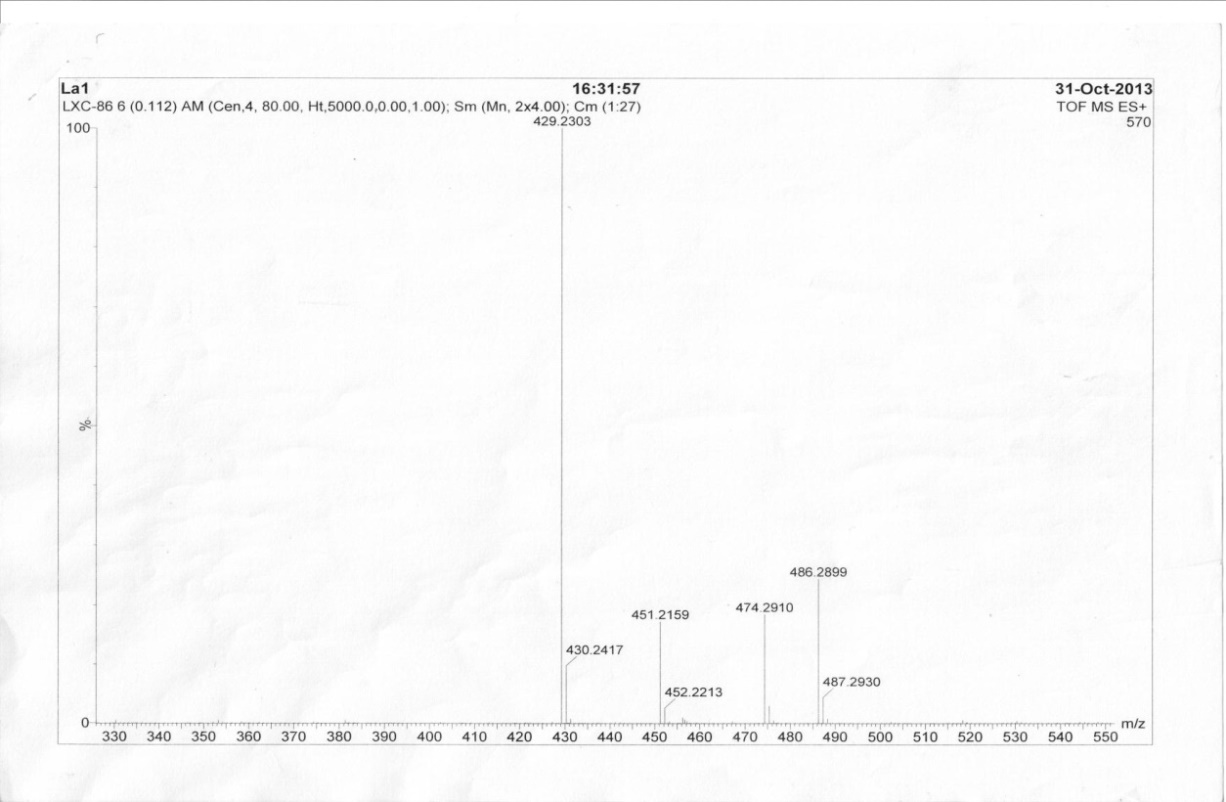 La1 16:31:57 31-Oct-2013
LXC-86 6 (0.112) AM (Cen,4, 80.00, Ht,5000.0,0.00,1.00); Sm (Mn, 2x4.00); Cm (1:27) TOF MS ES+
429.2303 570
100
%
486.2899
474.2910
451.2159
430.2417
487.2930
452.2213
0
m/z
330 340 350 360 370 380 390 400 410 420 430 440 450 460 470 480 490 500 510 520 530 540 550